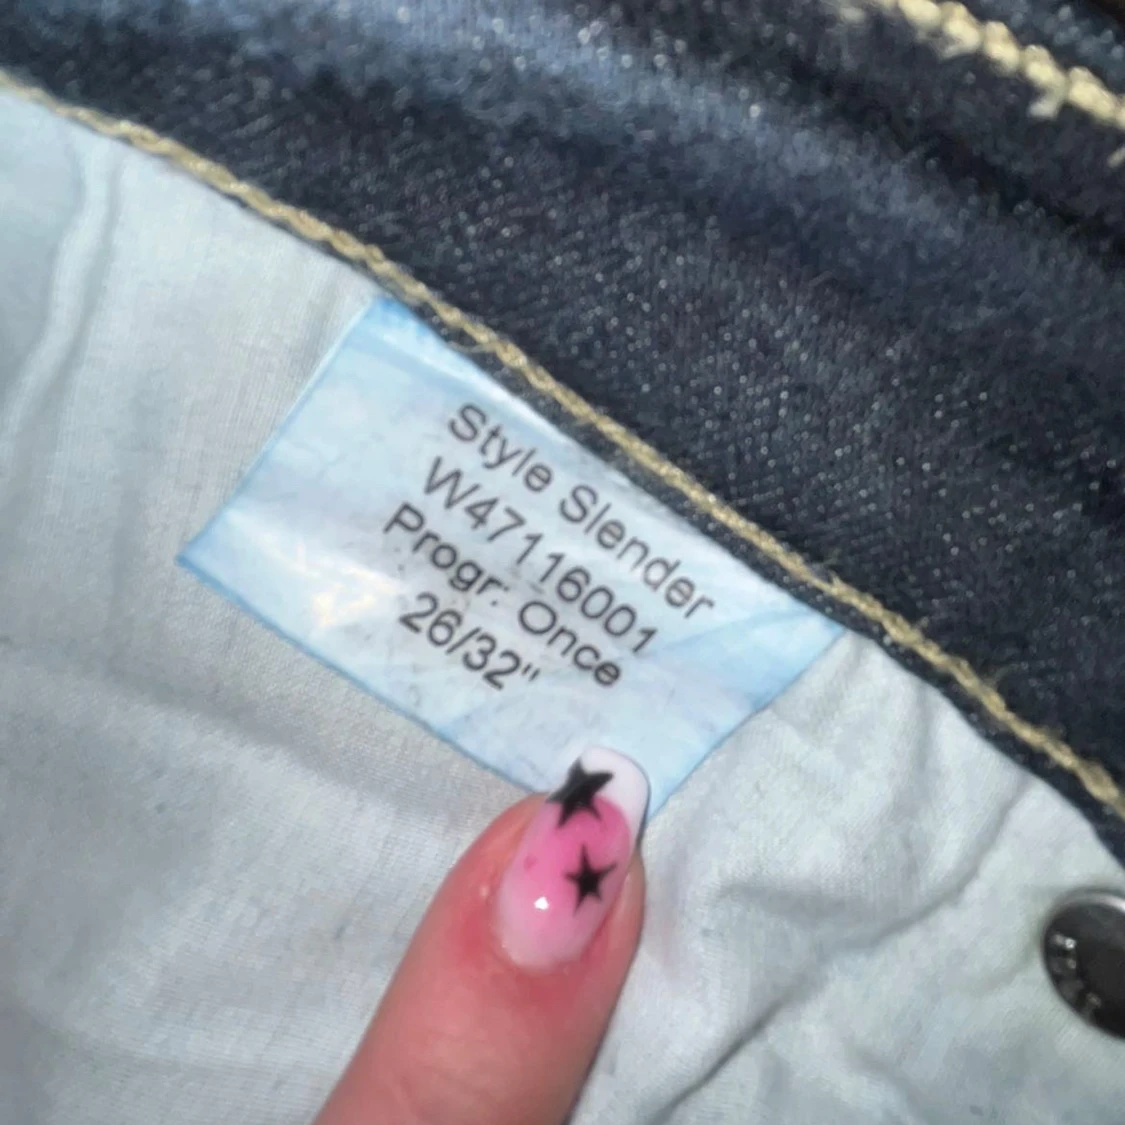 Style Slender
W47116001
Progr. Once
26/32"